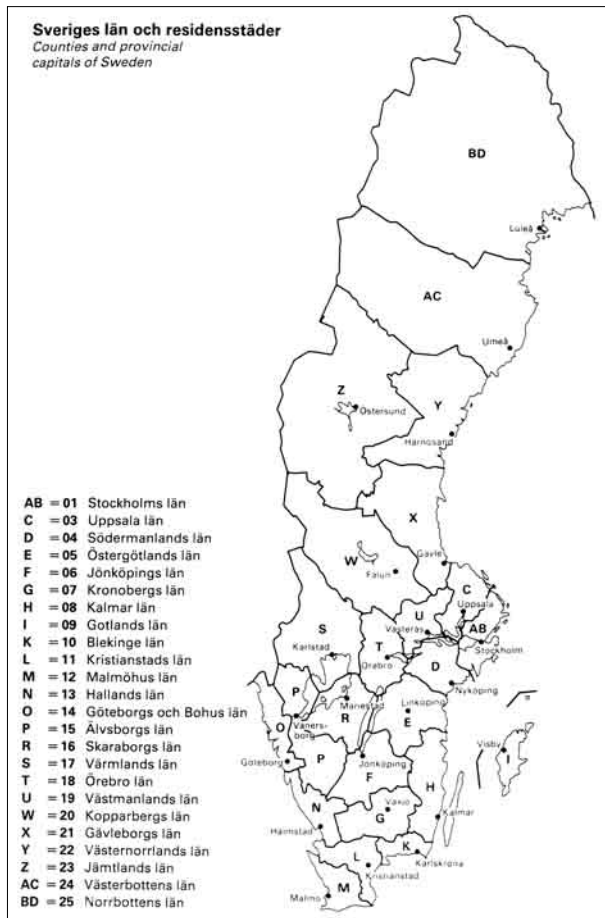 Sveriges län och residensstäder
Counties and provincial
capitals of Sweden
BD
Luleå
AC
Umeå
Z
Östersund
Y
Härnösand
X
Gävle
W
Falun
C
Uppsala
U
Västerås
AB
Stockholm
S
Karlstad
T
Örebro
D
Nyköping
P
Mariestad
R
Linköping
E
O
Väners-
borg
Göteborg
P
Jönköping
F
Visby
I
H
N
Växjö
G
Kalmar
Halmstad
K
Karlskrona
L
Kristianstad
M
Malmö
AB = 01 Stockholms län
C = 03 Uppsala län
D = 04 Södermanlands län
E = 05 Östergötlands län
F = 06 Jönköpings län
G = 07 Kronobergs län
H = 08 Kalmar län
I = 09 Gotlands län
K = 10 Blekinge län
L = 11 Kristianstads län
M = 12 Malmöhus län
N = 13 Hallands län
O = 14 Göteborgs och Bohus län
P = 15 Älvsborgs län
R = 16 Skaraborgs län
S = 17 Värmlands län
T = 18 Örebro län
U = 19 Västmanlands län
W = 20 Kopparbergs län
X = 21 Gävleborgs län
Y = 22 Västernorrlands län
Z = 23 Jämtlands län
AC = 24 Västerbottens län
BD = 25 Norrbottens län